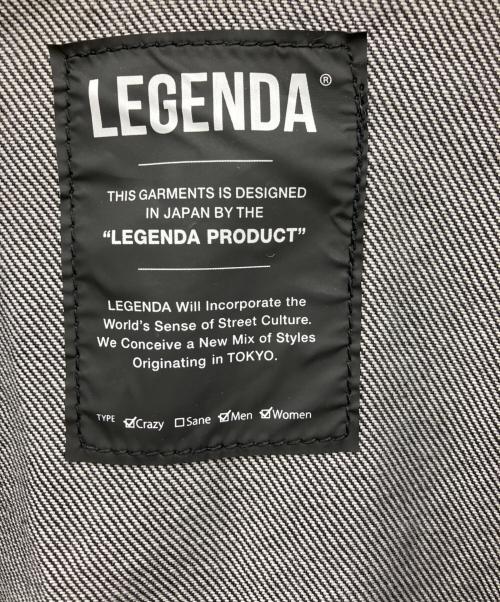 LEGENDA®
THIS GARMENTS IS DESIGNED
IN JAPAN BY THE
“LEGENDA PRODUCT”
LEGENDA Will Incorporate the
World's Sense of Street Culture.
We Conceive a New Mix of Styles
Originating in TOKYO.
TYPE ☑Crazy ☐Sane ☑Men ☑Women